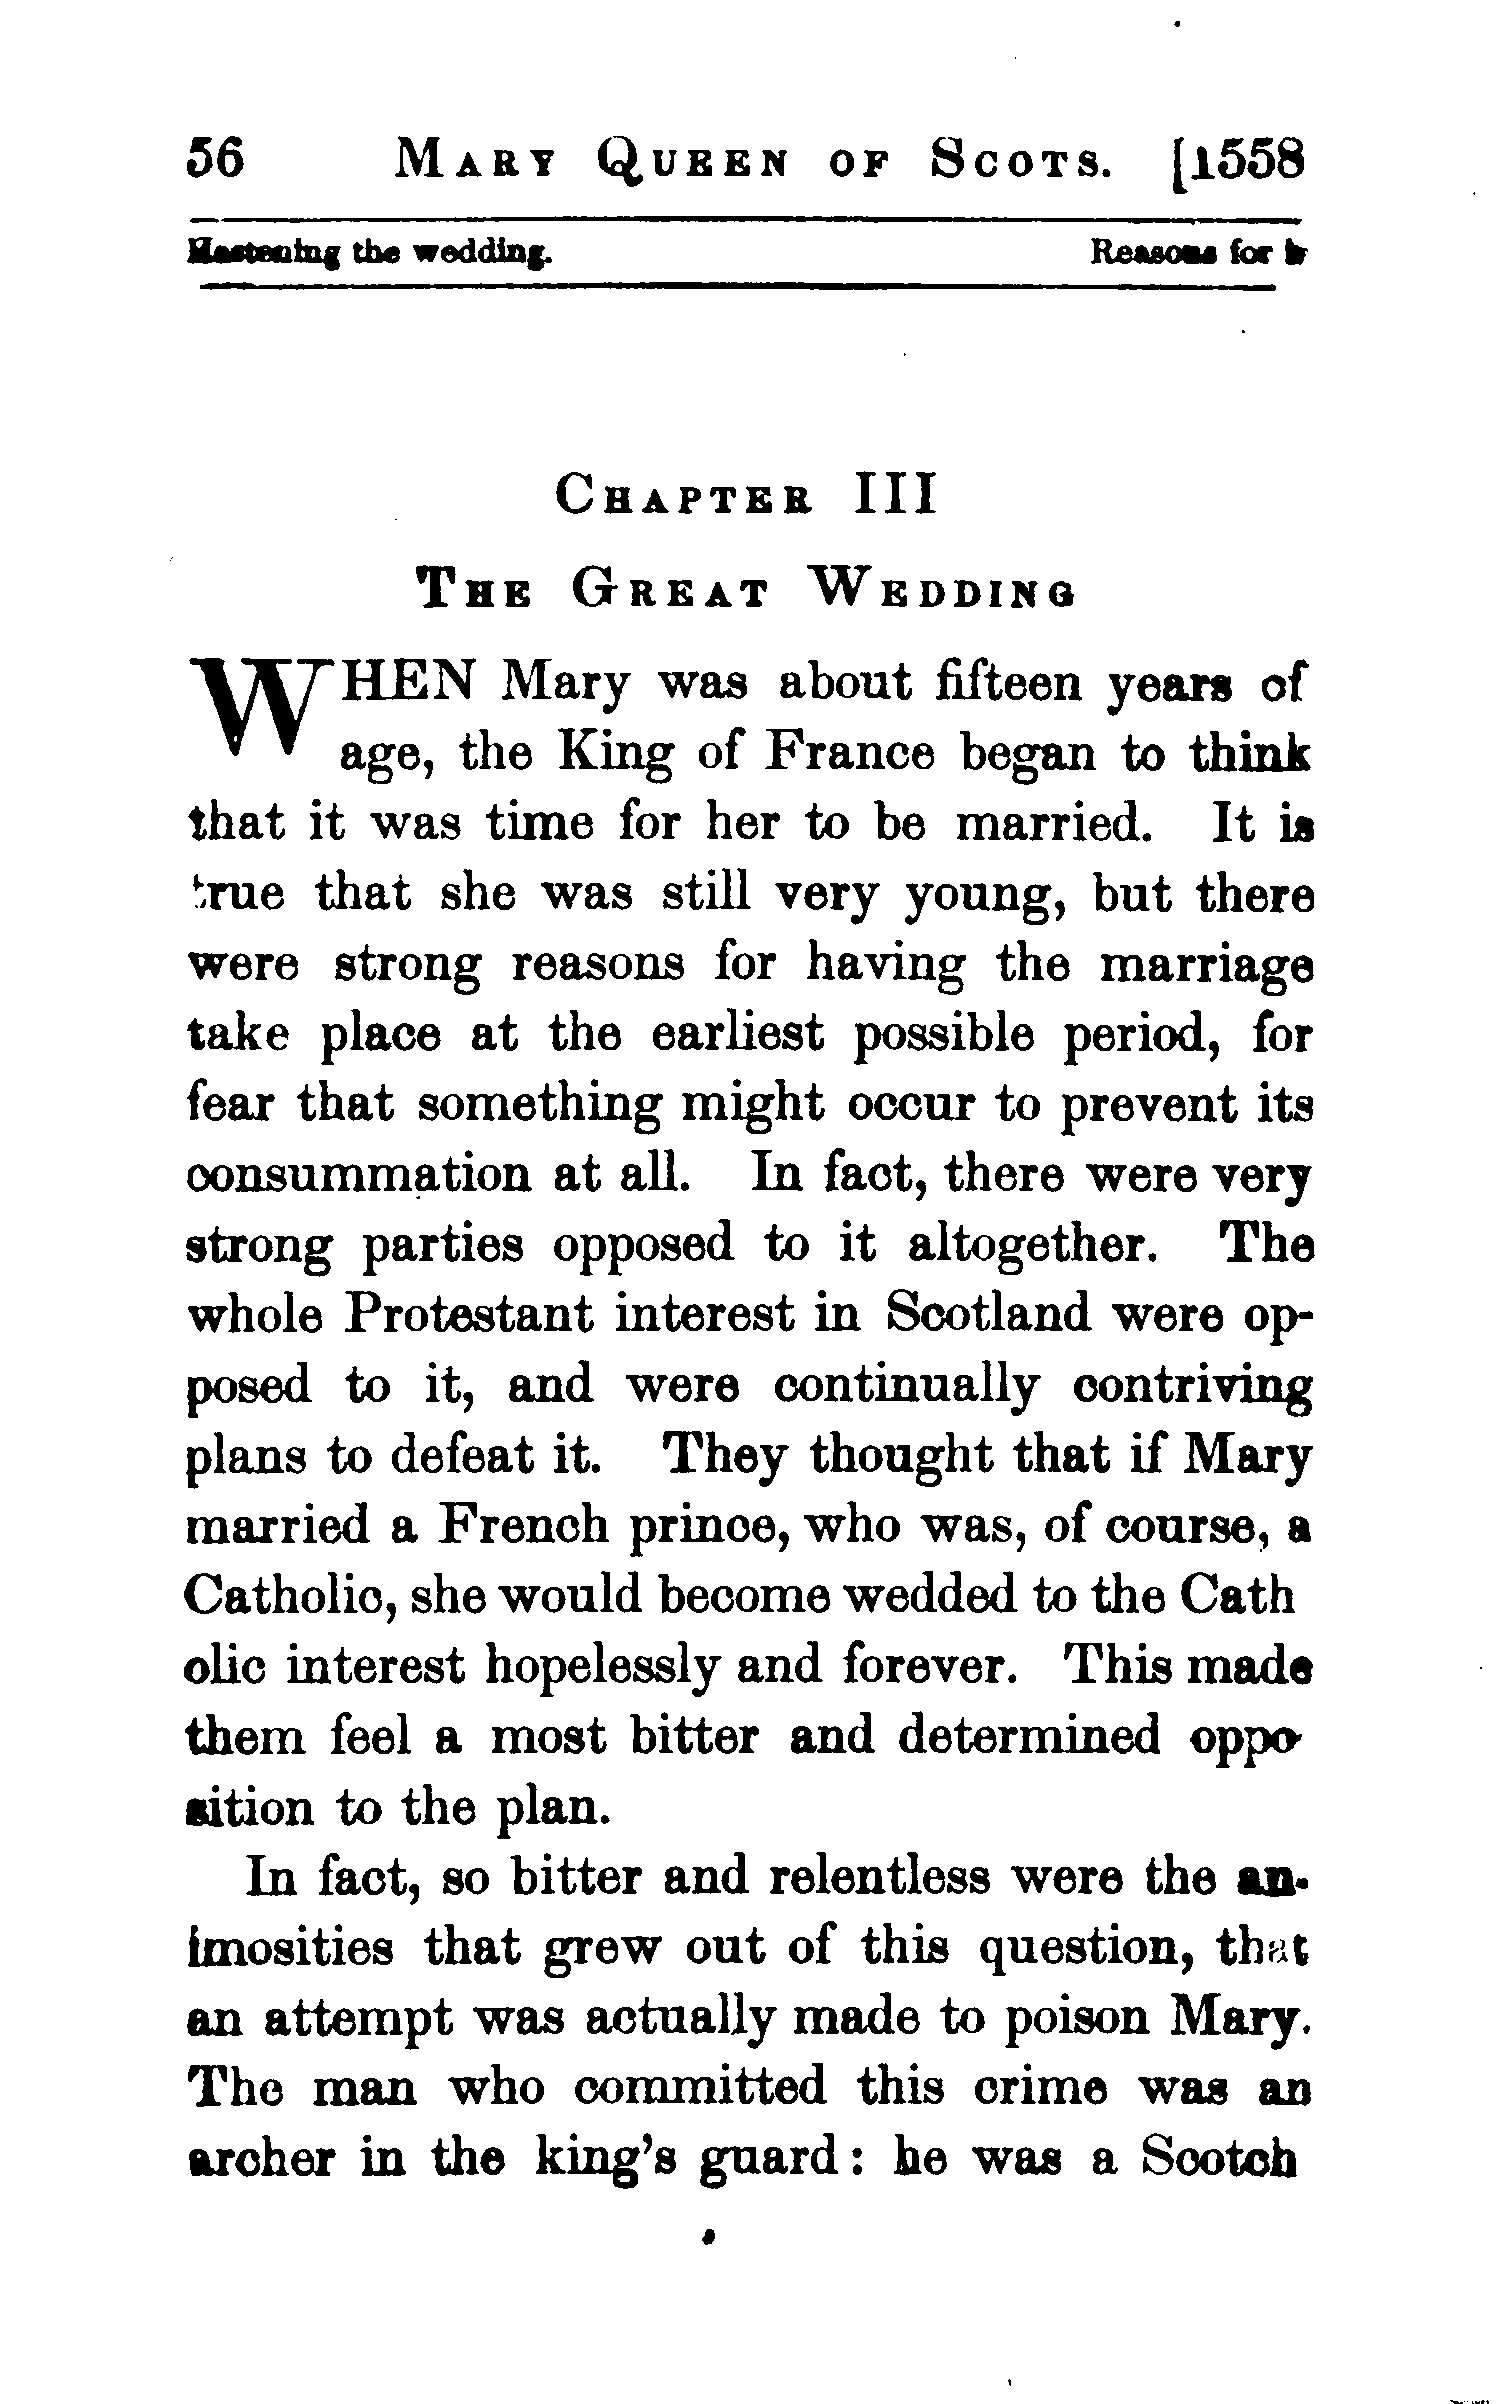 56 MARY QUEEN OF SCOTS. [1558
Hastening the wedding. Reasons for it
CHAPTER III
THE GREAT WEDDING
WHEN Mary was about fifteen years of
age, the King of France began to think
that it was time for her to be married. It is
true that she was still very young, but there
were strong reasons for having the marriage
take place at the earliest possible period, for
fear that something might occur to prevent its
consummation at all. In fact, there were very
strong parties opposed to it altogether. The
whole Protestant interest in Scotland were op-
posed to it, and were continually contriving
plans to defeat it. They thought that if Mary
married a French prince, who was, of course, a
Catholic, she would become wedded to the Cath
olic interest hopelessly and forever. This made
them feel a most bitter and determined oppo-
sition to the plan.
In fact, so bitter and relentless were the an-
imosities that grew out of this question, that
an attempt was actually made to poison Mary.
The man who committed this crime was an
archer in the king's guard: he was a Scotch